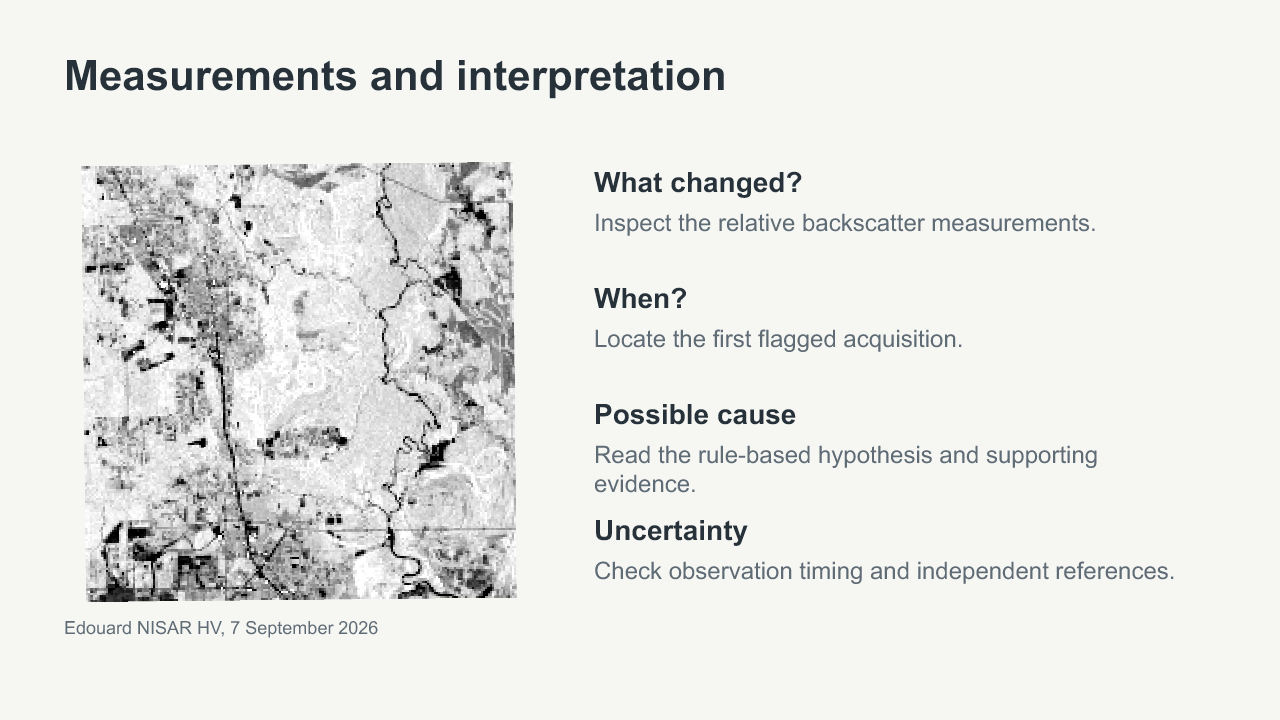 Measurements and interpretation
What changed?
Inspect the relative backscatter measurements.
When?
Locate the first flagged acquisition.
Possible cause
Read the rule-based hypothesis and supporting
evidence.
Uncertainty
Check observation timing and independent references.
Edouard NISAR HV, 7 September 2026